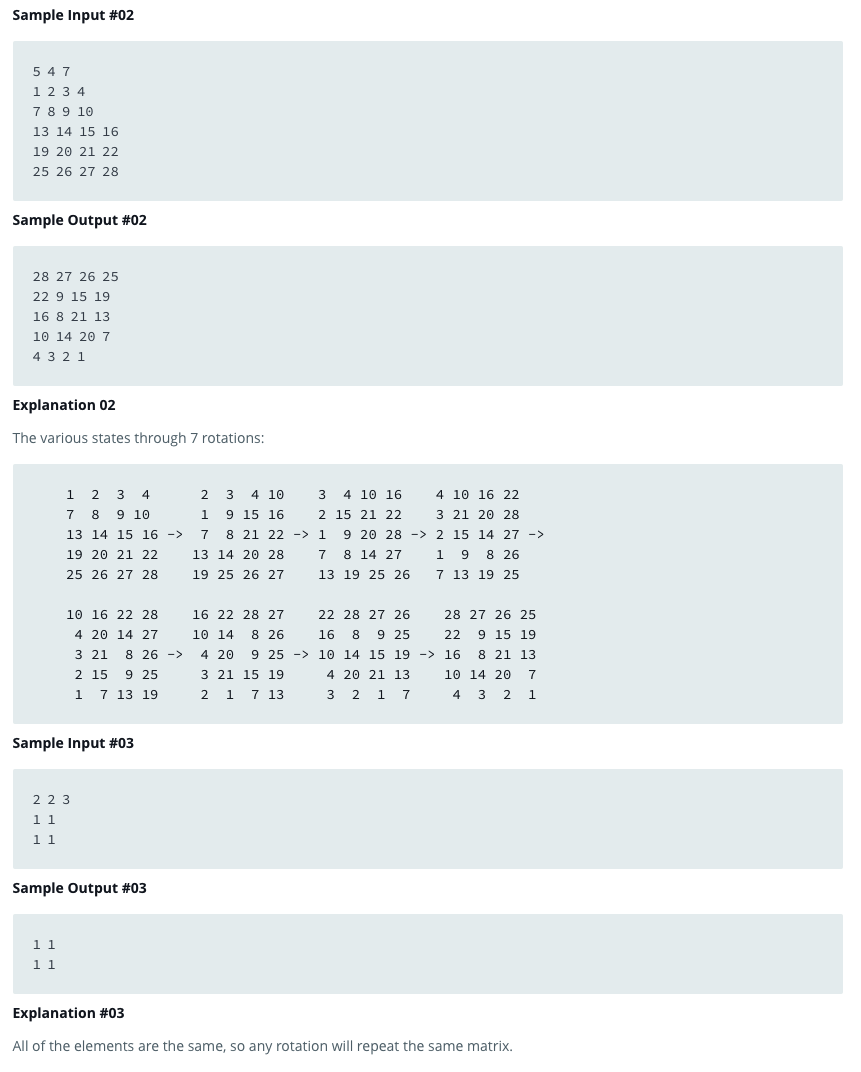 Sample Input #02
5 4 7
1 2 3 4
7 8 9 10
13 14 15 16
19 20 21 22
25 26 27 28
Sample Output #02
28 27 26 25
22 9 15 19
16 8 21 13
10 14 20 7
4 3 2 1
Explanation 02
The various states through 7 rotations:
1  2  3  4      2  3  4 10    3  4 10 16    4 10 16 22
7  8  9 10      1  9 15 16    2 15 21 22    3 21 20 28
13 14 15 16 ->  7  8 21 22 -> 1  9 20 28 -> 2 15 14 27 ->
19 20 21 22    13 14 20 28    7  8 14 27    1  9  8 26
25 26 27 28    19 25 26 27    13 19 25 26   7 13 19 25
10 16 22 28    16 22 28 27    22 28 27 26    28 27 26 25
 4 20 14 27    10 14  8 26    16  8  9 25    22  9 15 19
 3 21  8 26 ->  4 20  9 25 -> 10 14 15 19 -> 16  8 21 13
 2 15  9 25     3 21 15 19     4 20 21 13    10 14 20  7
 1  7 13 19     2  1  7 13     3  2  1  7     4  3  2  1
Sample Input #03
2 2 3
1 1
1 1
Sample Output #03
1 1
1 1
Explanation #03
All of the elements are the same, so any rotation will repeat the same matrix.